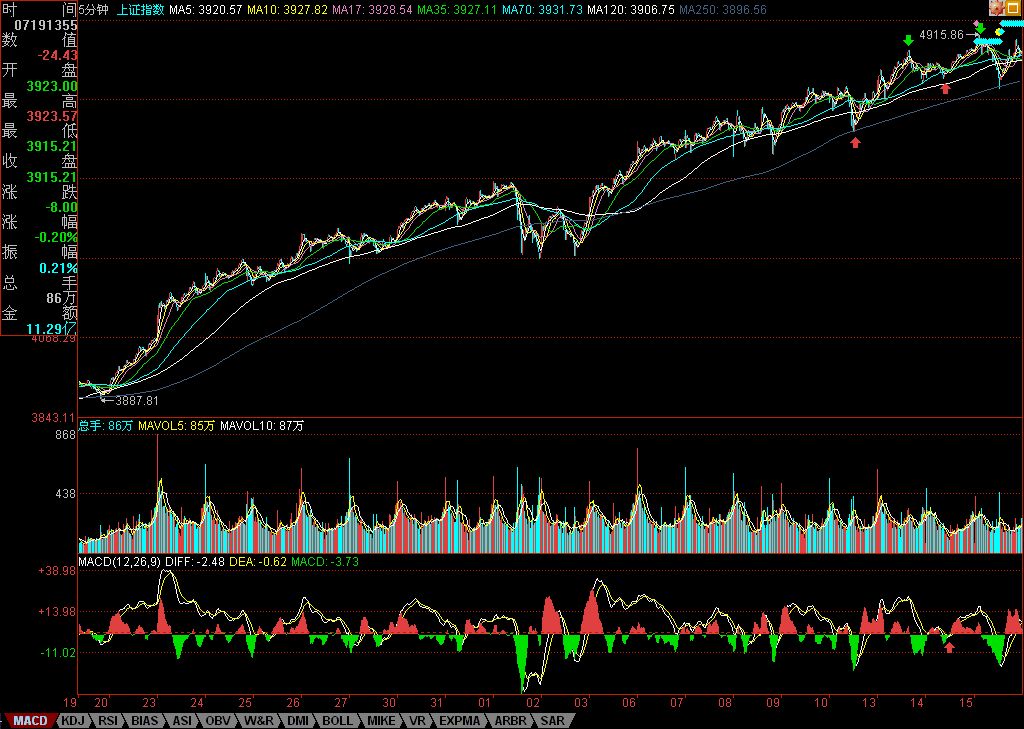 5分钟 上证指数 MA5: 3920.57 MA10: 3927.82 MA17: 3928.54 MA35: 3927.11 MA70: 3931.73 MA120: 3906.75 MA250: 3896.56
时 间
07191355
数 值
-24.43
开 盘
3923.00
最 高
3923.57
最 低
3915.21
收 盘
3915.21
涨 跌
-8.00
涨 幅
-0.20%
振 幅
0.21%
总 手
86万
金 额
11.29亿
4915.86
4068.29
3887.81
3843.11
总手: 86万 MAVOL5: 85万 MAVOL10: 87万
868
438
MACD(12,26,9) DIFF: -2.48 DEA: -0.62 MACD: -3.73
+38.98
+13.98
-11.02
19 20 23 24 25 26 27 30 31 01 02 03 06 07 08 09 10 13 14 15
MACD KDJ RSI BIAS ASI OBV W&R DMI BOLL MIKE VR EXPMA ARBR SAR